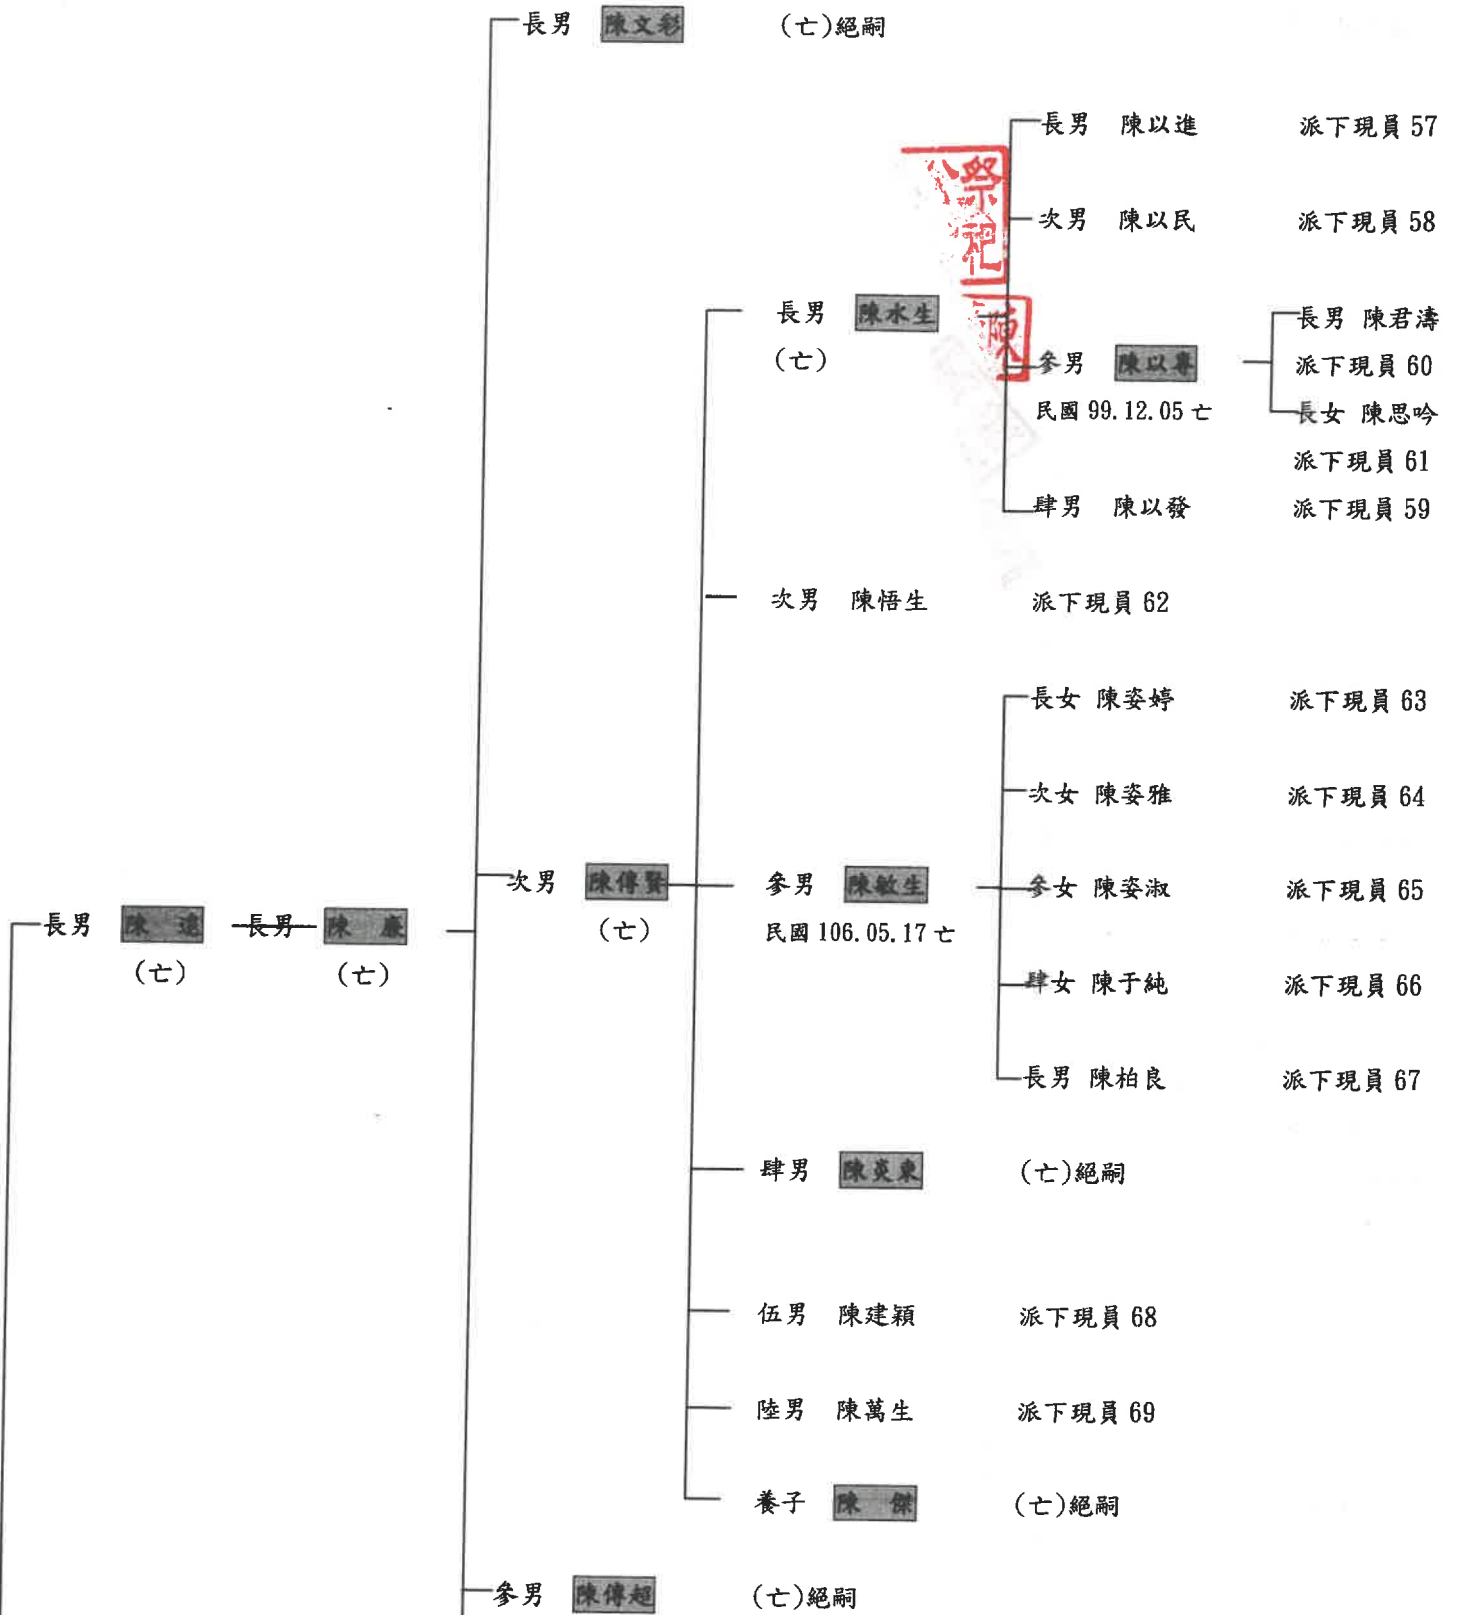 長男 陳文彩 (亡)絕嗣
長男 陳以進 派下現員 57
祭祀
公
次男 陳以民 派下現員 58
長男 陳水生
(亡)
陳
長男 陳君濤
參男 陳以專 派下現員 60
民國 99.12.05 亡
長女 陳思吟
派下現員 61
肆男 陳以發 派下現員 59
次男 陳悟生 派下現員 62
長女 陳姿婷 派下現員 63
次女 陳姿雅 派下現員 64
次男 陳傳賢
(亡)
參男 陳敏生
民國 106.05.17 亡
參女 陳姿淑 派下現員 65
長男 陳 遠
(亡)
長男 陳 廉
(亡)
肆女 陳于純 派下現員 66
長男 陳柏良 派下現員 67
肆男 陳炎東 (亡)絕嗣
伍男 陳建穎 派下現員 68
陸男 陳萬生 派下現員 69
養子 陳 傑 (亡)絕嗣
參男 陳傳超 (亡)絕嗣